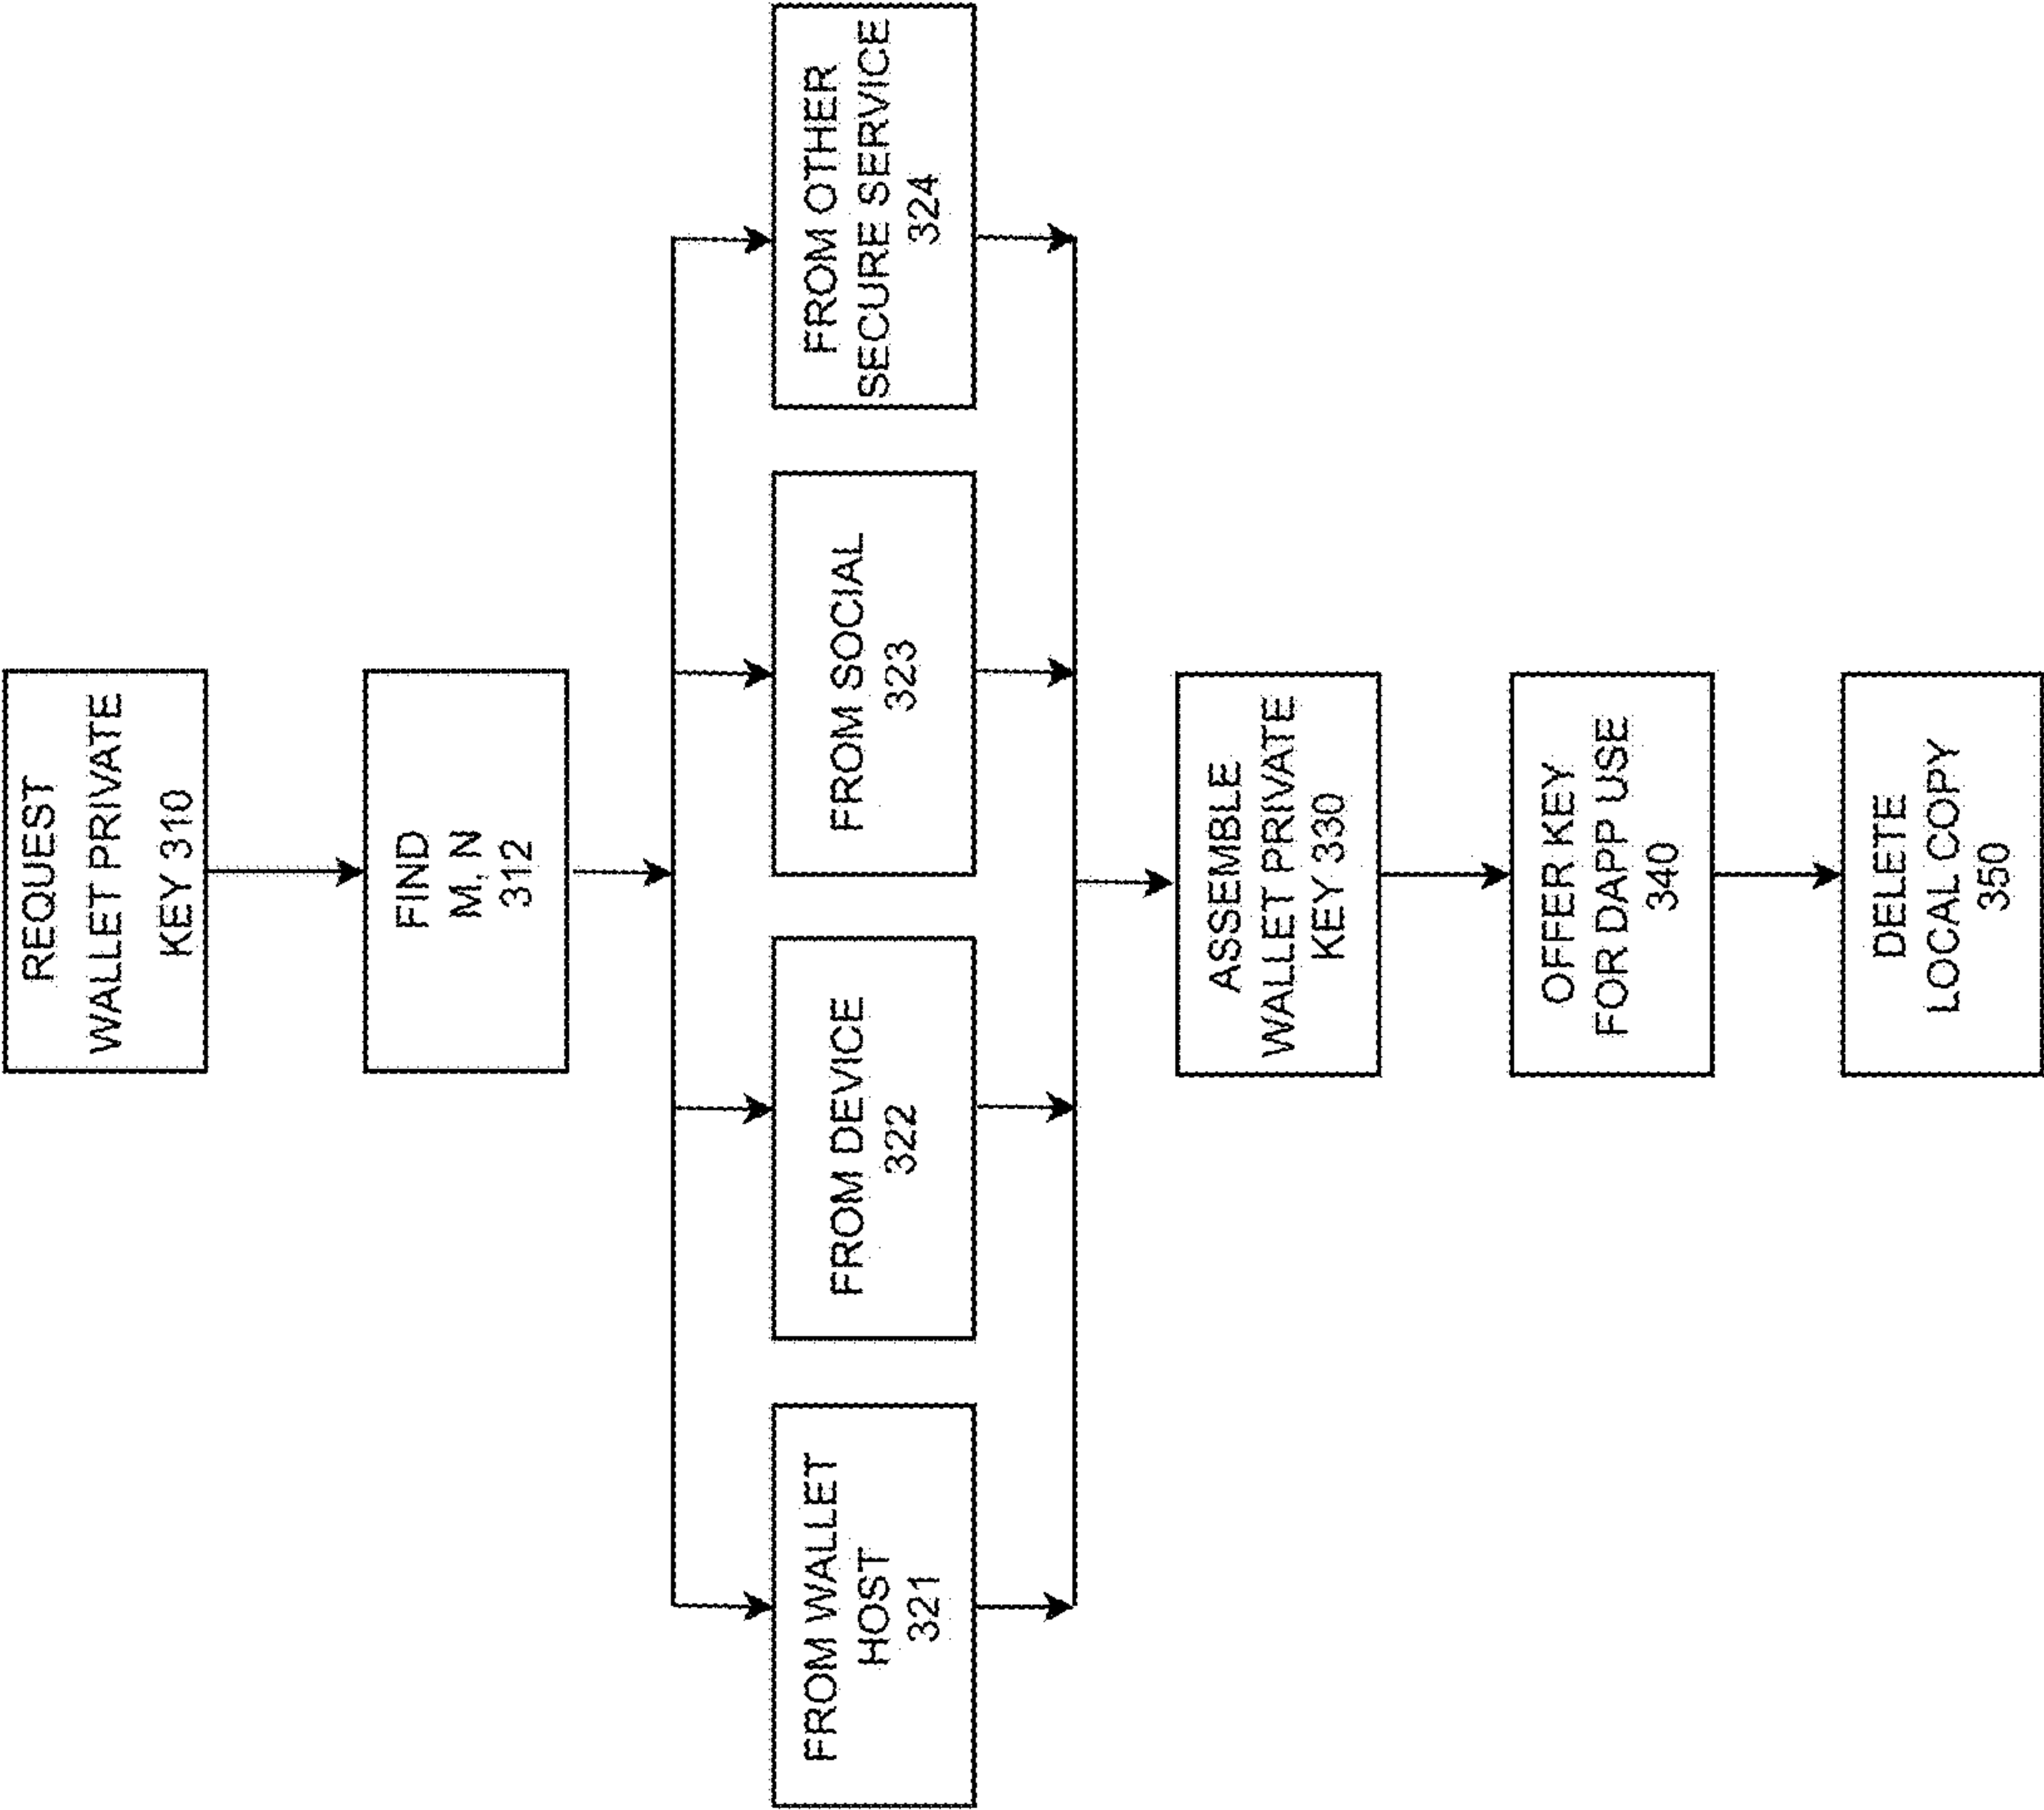 REQUEST
WALLET PRIVATE
KEY 310
FIND
M, N
312
FROM WALLET
HOST
321
FROM DEVICE
322
FROM SOCIAL
323
FROM OTHER
SECURE SERVICE
324
ASSEMBLE
WALLET PRIVATE
KEY 330
OFFER KEY
FOR DAPP USE
340
DELETE
LOCAL COPY
350